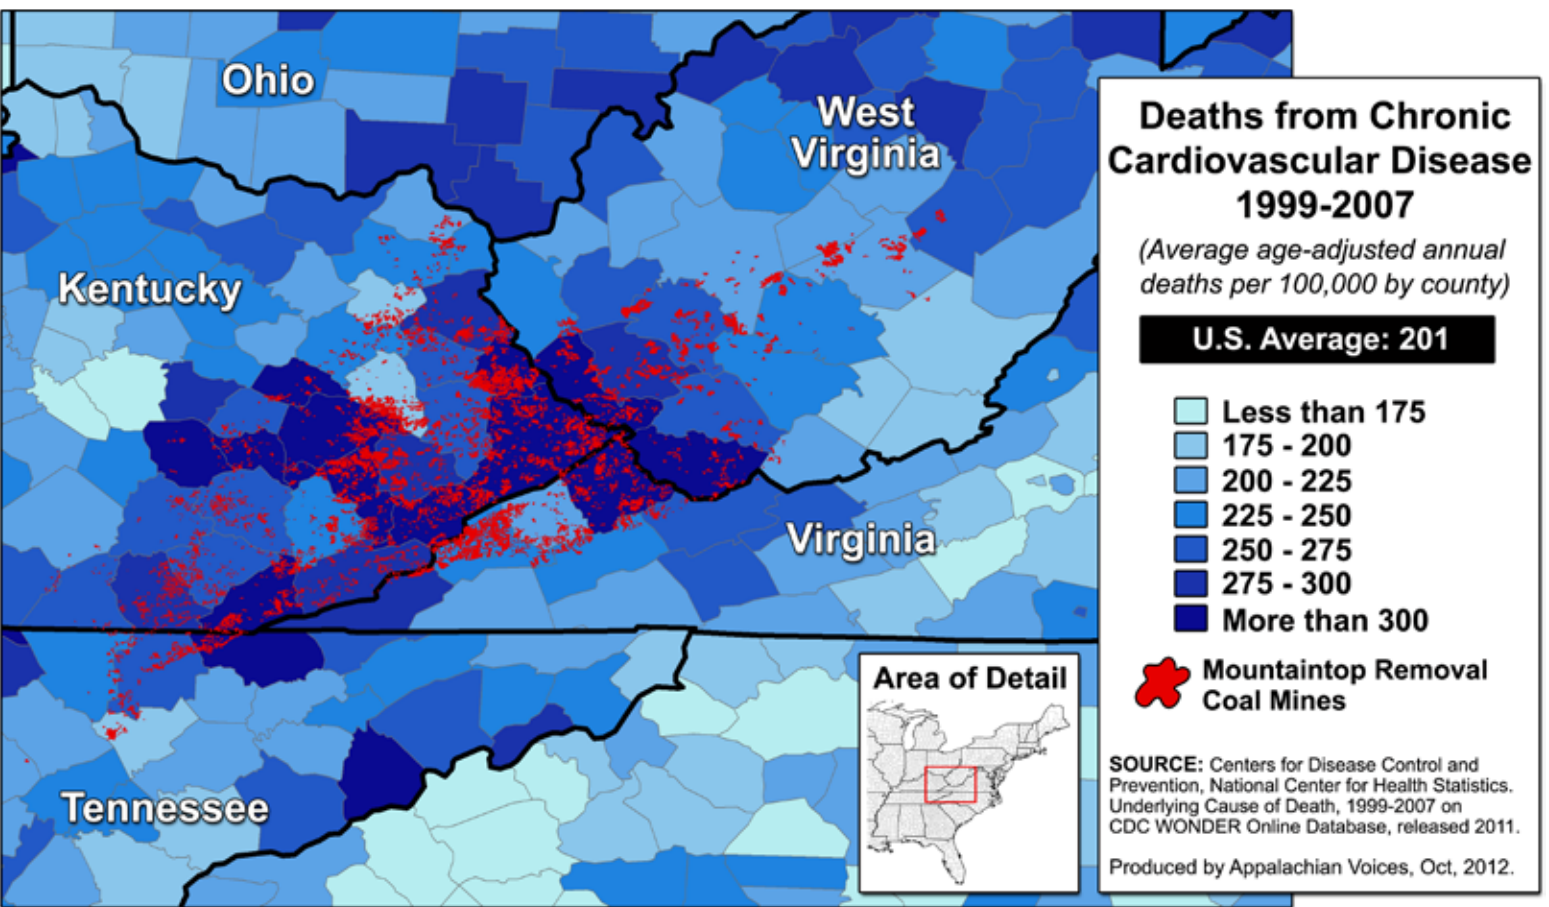 Ohio
West
Virginia
Kentucky
Virginia
Tennessee
Deaths from Chronic
Cardiovascular Disease
1999-2007
(Average age-adjusted annual
deaths per 100,000 by county)
U.S. Average: 201
Less than 175
175 - 200
200 - 225
225 - 250
250 - 275
275 - 300
More than 300
Mountaintop Removal
Coal Mines
Area of Detail
SOURCE: Centers for Disease Control and
Prevention, National Center for Health Statistics.
Underlying Cause of Death, 1999-2007 on
CDC WONDER Online Database, released 2011.
Produced by Appalachian Voices, Oct, 2012.